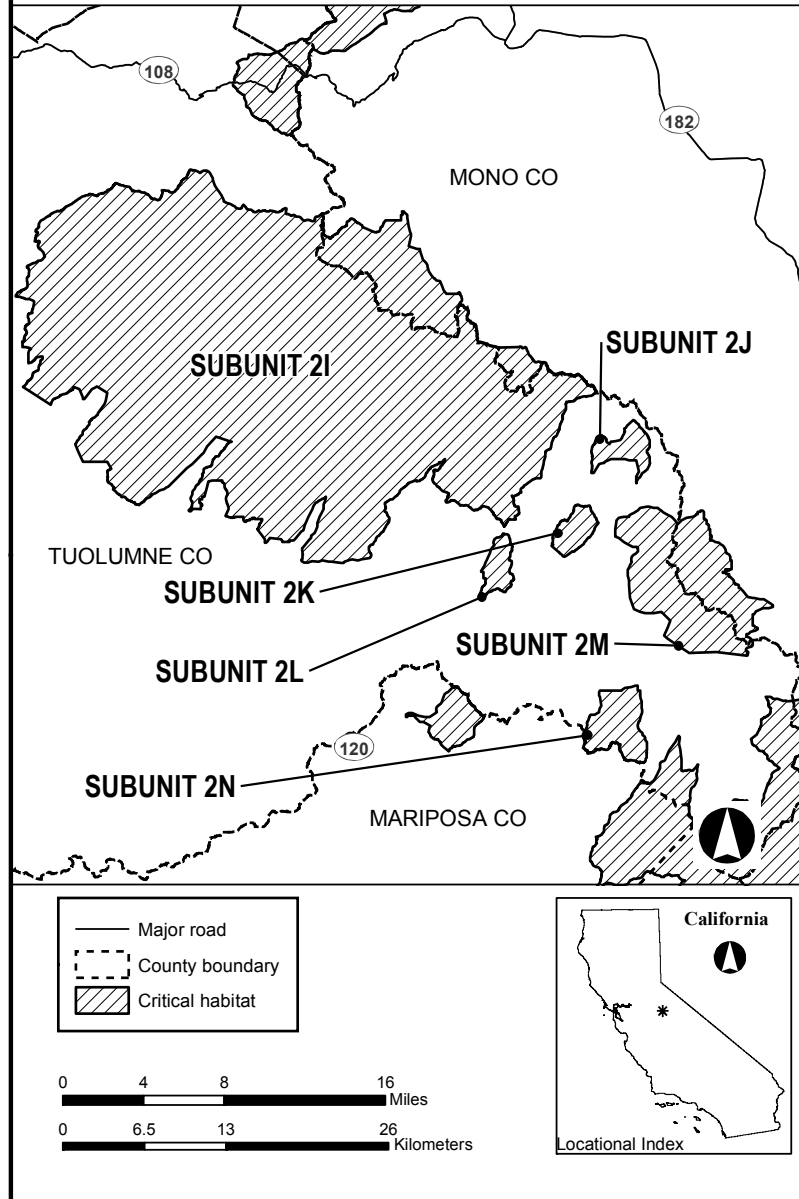 108
182
MONO CO
SUBUNIT 2J
SUBUNIT 2I
TUOLUMNE CO
SUBUNIT 2K
SUBUNIT 2M
SUBUNIT 2L
120
SUBUNIT 2N
MARIPOSA CO
Major road
County boundary
Critical habitat
California
0 4 8 16
Miles
0 6.5 13 26
Kilometers
Locational Index